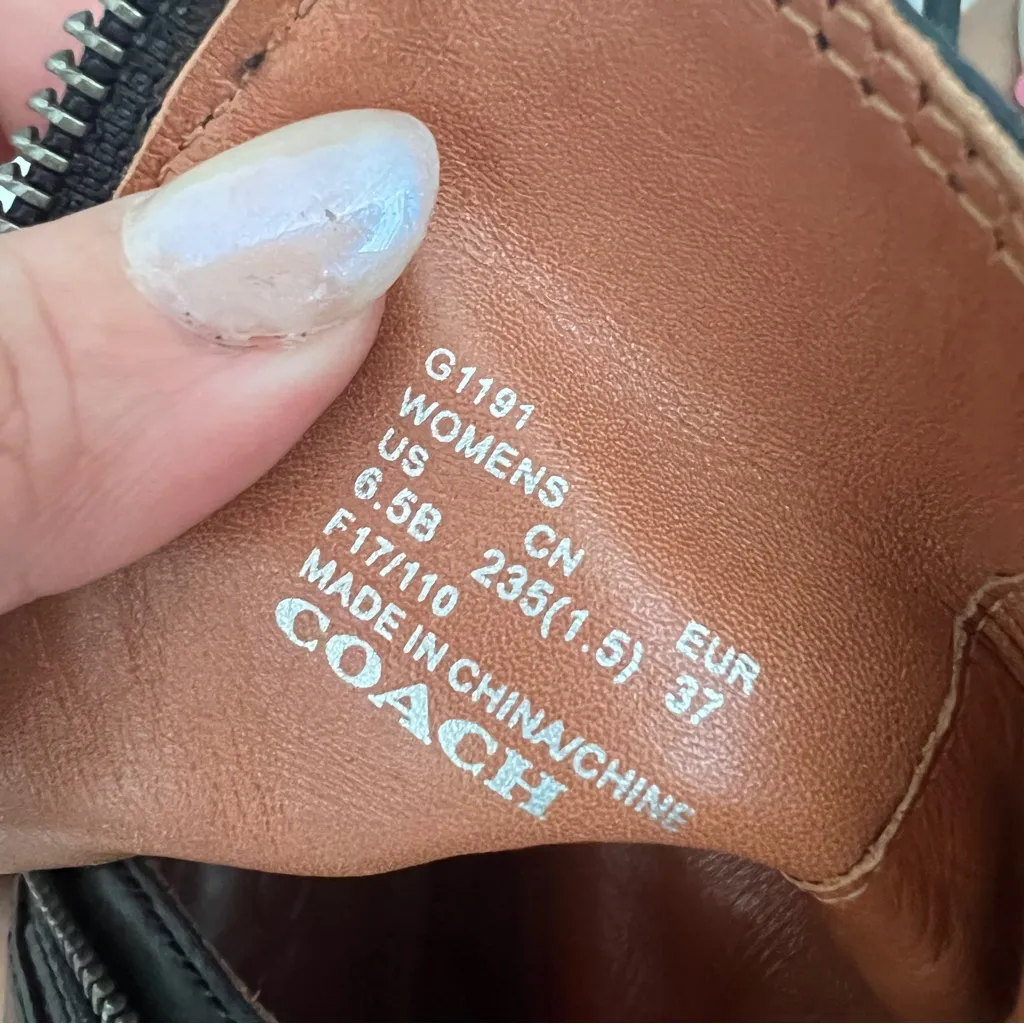 G1191
WOMENS
US CN EUR
6.5B 235(1.5) 37
F17/110
MADE IN CHINA/CHINE
COACH